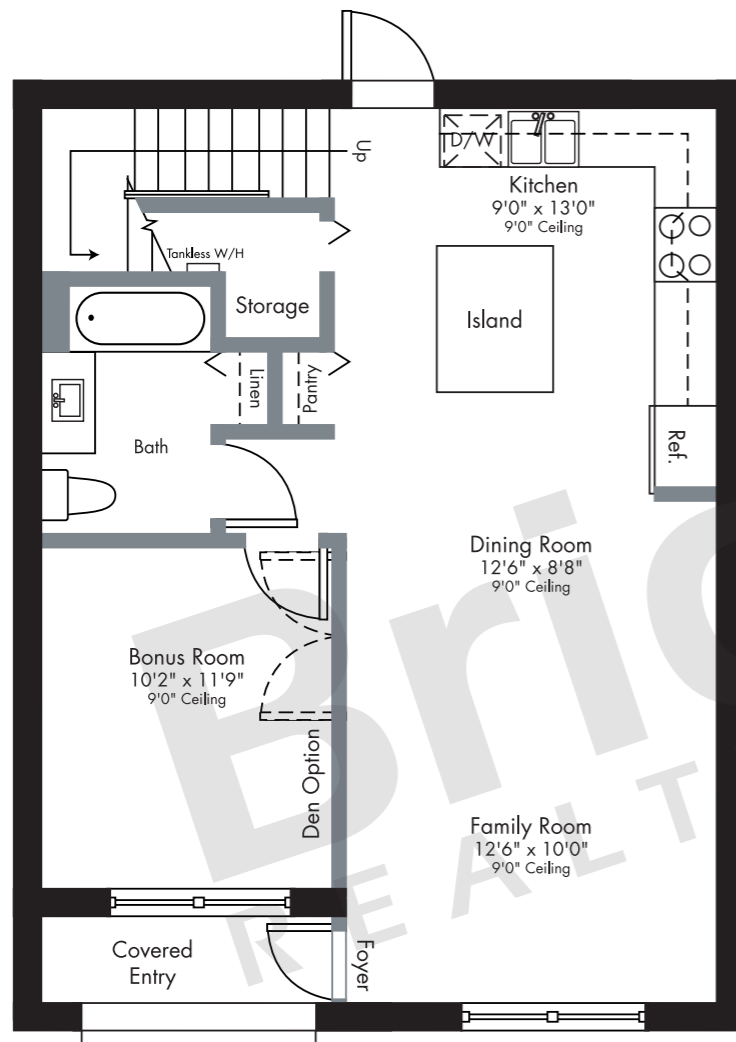 Up
D/W
Kitchen
9'0" x 13'0"
9'0" Ceiling
Tankless W/H
Storage
Island
Linen
Pantry
Bath
Ref.
Dining Room
12'6" x 8'8"
9'0" Ceiling
Bonus Room
10'2" x 11'9"
9'0" Ceiling
Den Option
Family Room
12'6" x 10'0"
9'0" Ceiling
Covered
Entry
Foyer